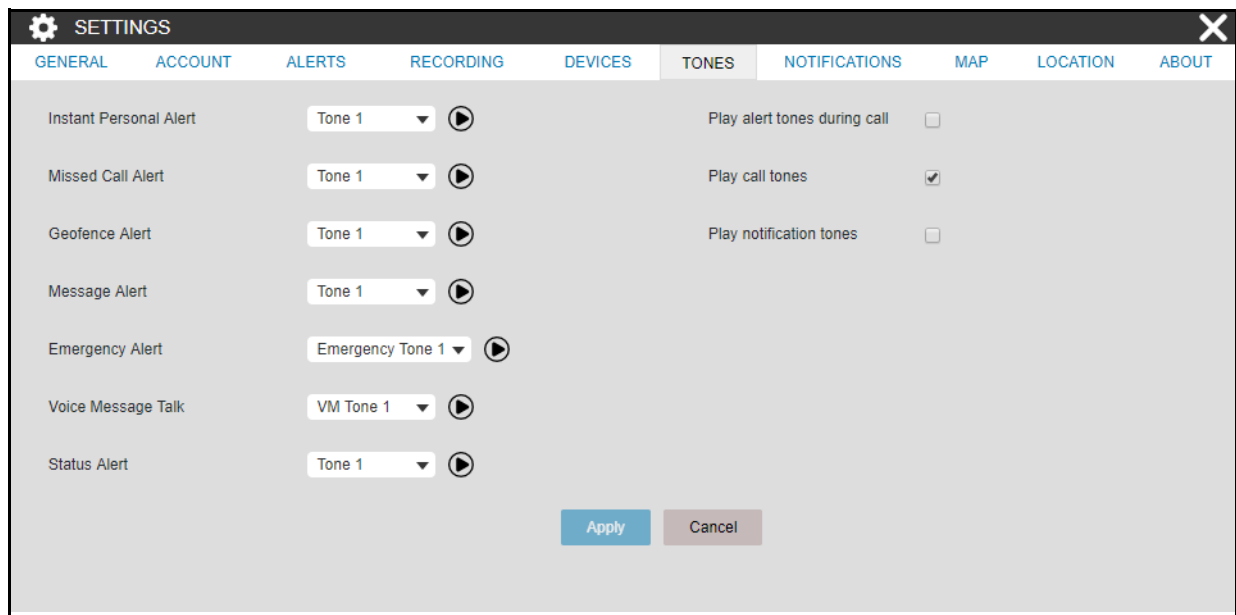 SETTINGS
GENERAL ACCOUNT ALERTS RECORDING DEVICES TONES NOTIFICATIONS MAP LOCATION ABOUT
Instant Personal Alert Tone 1 Play alert tones during call
Missed Call Alert Tone 1 Play call tones
Geofence Alert Tone 1 Play notification tones
Message Alert Tone 1
Emergency Alert Emergency Tone 1
Voice Message Talk VM Tone 1
Status Alert Tone 1
Apply Cancel